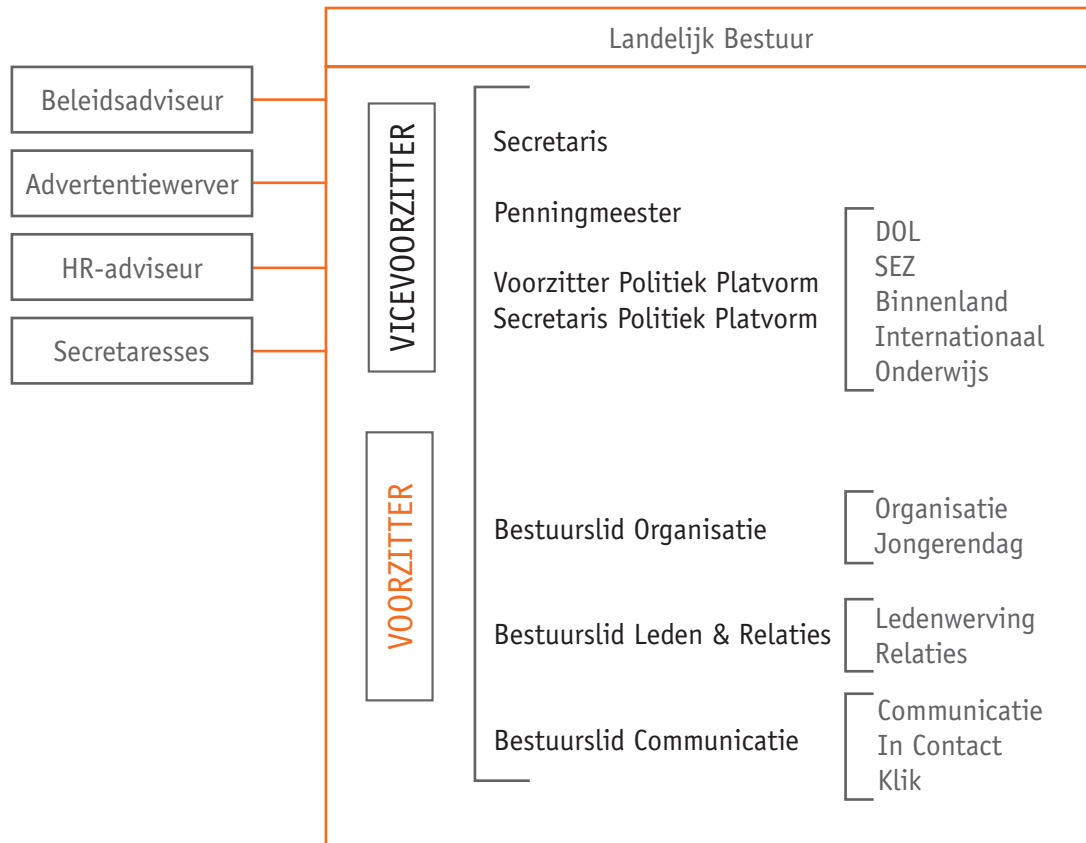 Landelijk Bestuur
Beleidsadviseur
Advertentiewerver
HR-adviseur
Secretaresses
VICEVOORZITTER
VOORZITTER
Secretaris
Penningmeester
Voorzitter Politiek Platvorm
Secretaris Politiek Platvorm
DOL
SEZ
Binnenland
Internationaal
Onderwijs
Bestuurslid Organisatie
Organisatie
Jongerendag
Bestuurslid Leden & Relaties
Ledenwerving
Relaties
Bestuurslid Communicatie
Communicatie
In Contact
Klik